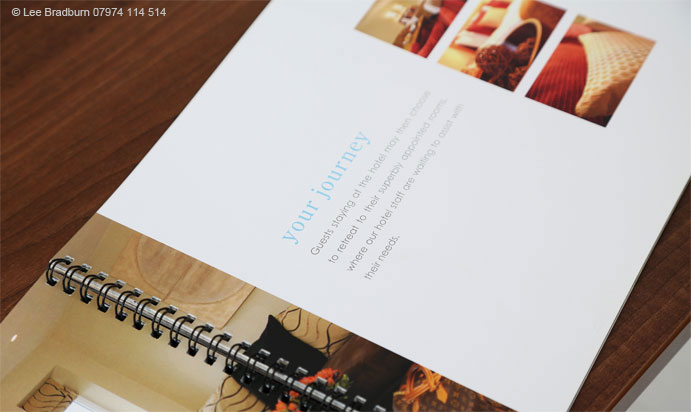 © Lee Bradburn 07974 114 514
your journey
Guests staying at the hotel may then choose
to retreat to their superbly appointed rooms,
where our hotel staff are waiting to assist with
their needs.